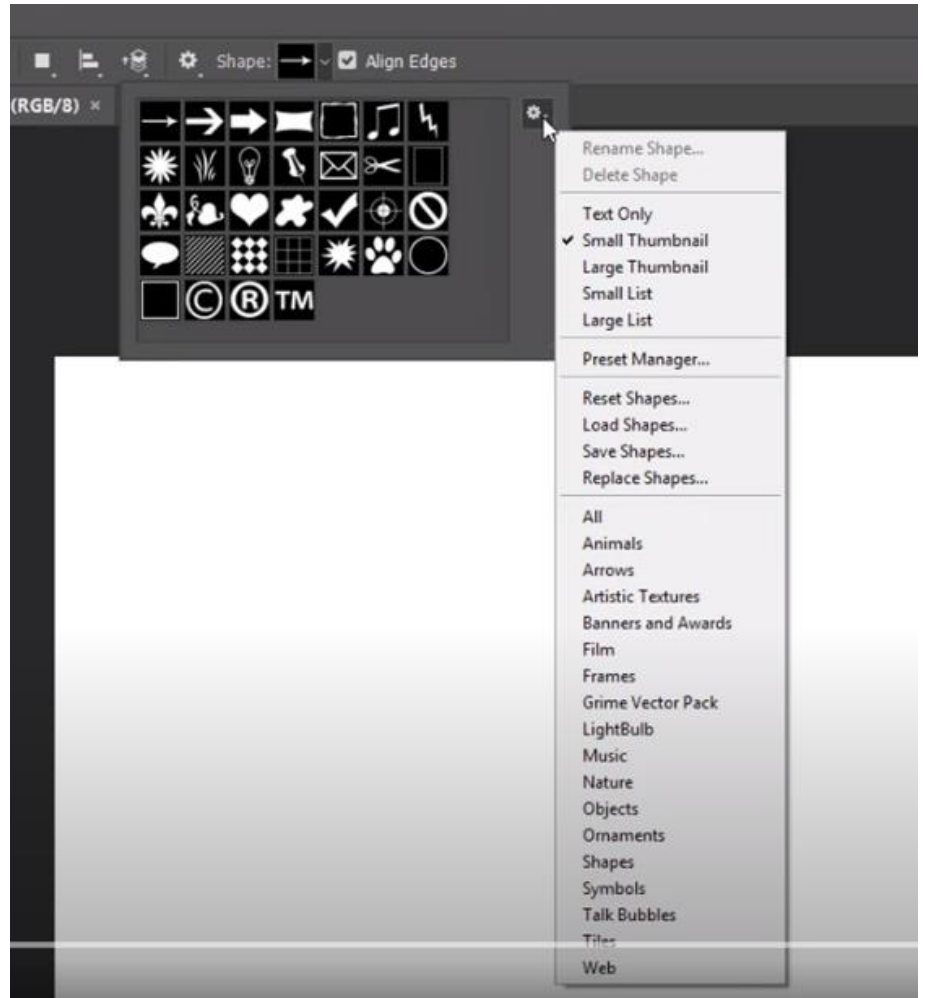 Shape: Align Edges
(RGB/8) ×
Rename Shape...
Delete Shape
Text Only
Small Thumbnail
Large Thumbnail
Small List
Large List
Preset Manager...
Reset Shapes...
Load Shapes...
Save Shapes...
Replace Shapes...
All
Animals
Arrows
Artistic Textures
Banners and Awards
Film
Frames
Grime Vector Pack
LightBulb
Music
Nature
Objects
Ornaments
Shapes
Symbols
Talk Bubbles
Tiles
Web
© ® TM